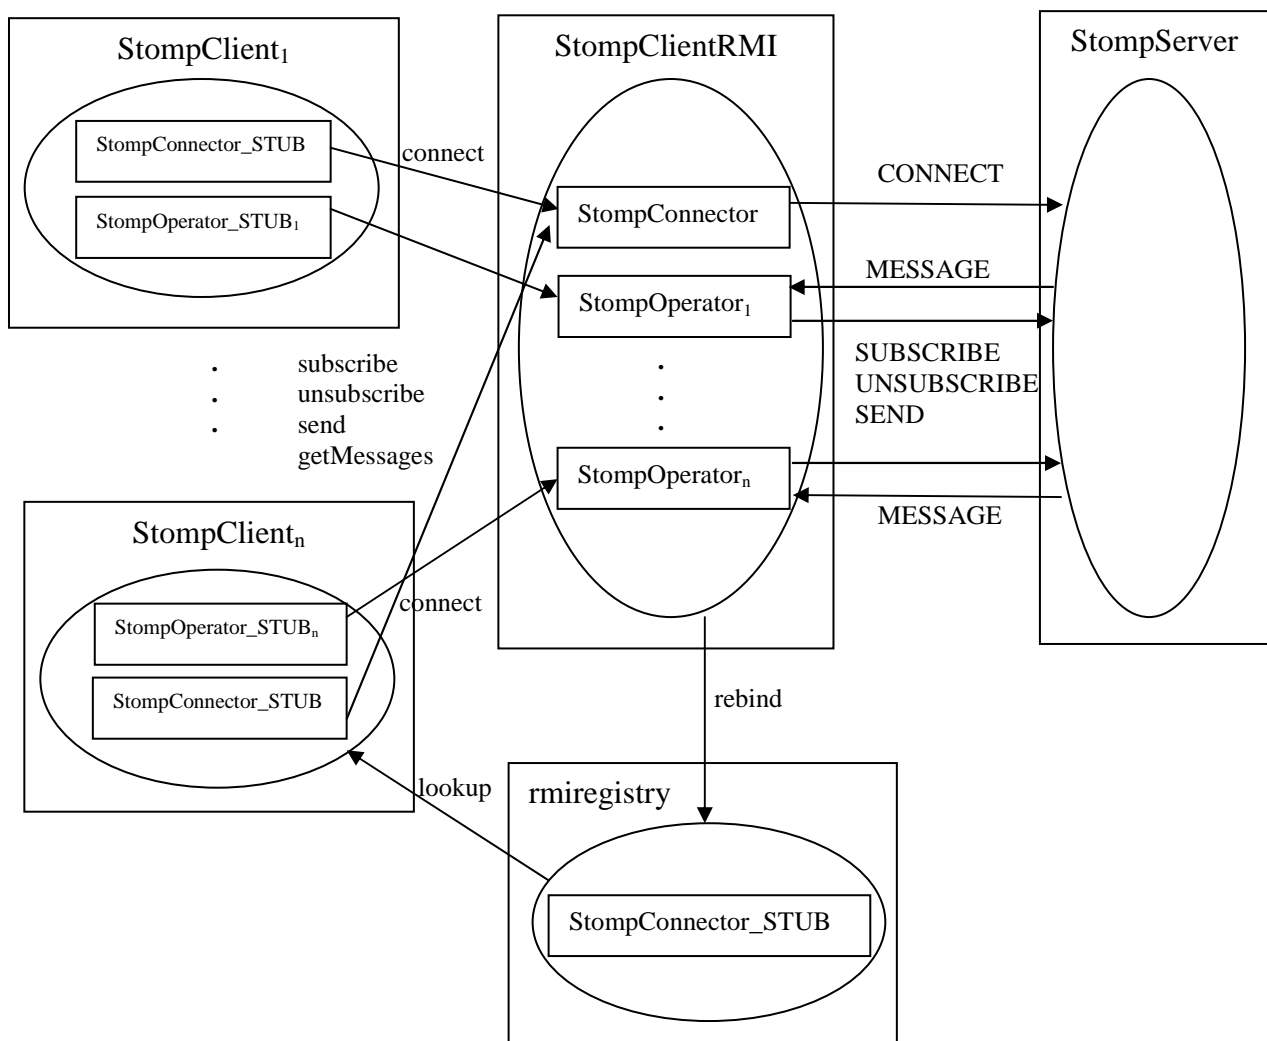 StompClient1
StompConnector_STUB
StompOperator_STUB1
connect
StompClientRMI
StompConnector
StompOperator1
.
.
.
StompOperatorn
StompServer
CONNECT
MESSAGE
SUBSCRIBE
UNSUBSCRIBE
SEND
MESSAGE
. subscribe
. unsubscribe
. send
getMessages
StompClientn
StompOperator_STUBn
StompConnector_STUB
connect
lookup
rebind
rmiregistry
StompConnector_STUB